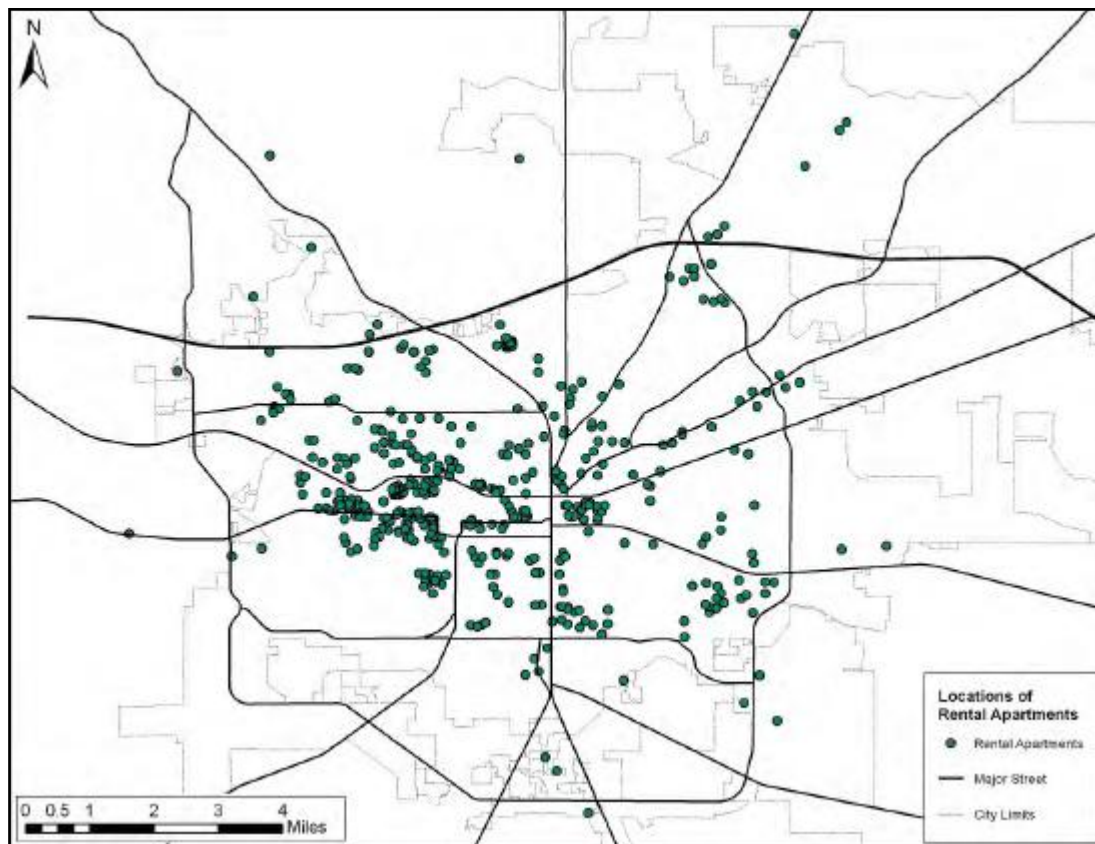 N
Locations of
Rental Apartments
Rental Apartments
Major Street
City Limits
0 0.5 1 2 3 4
Miles